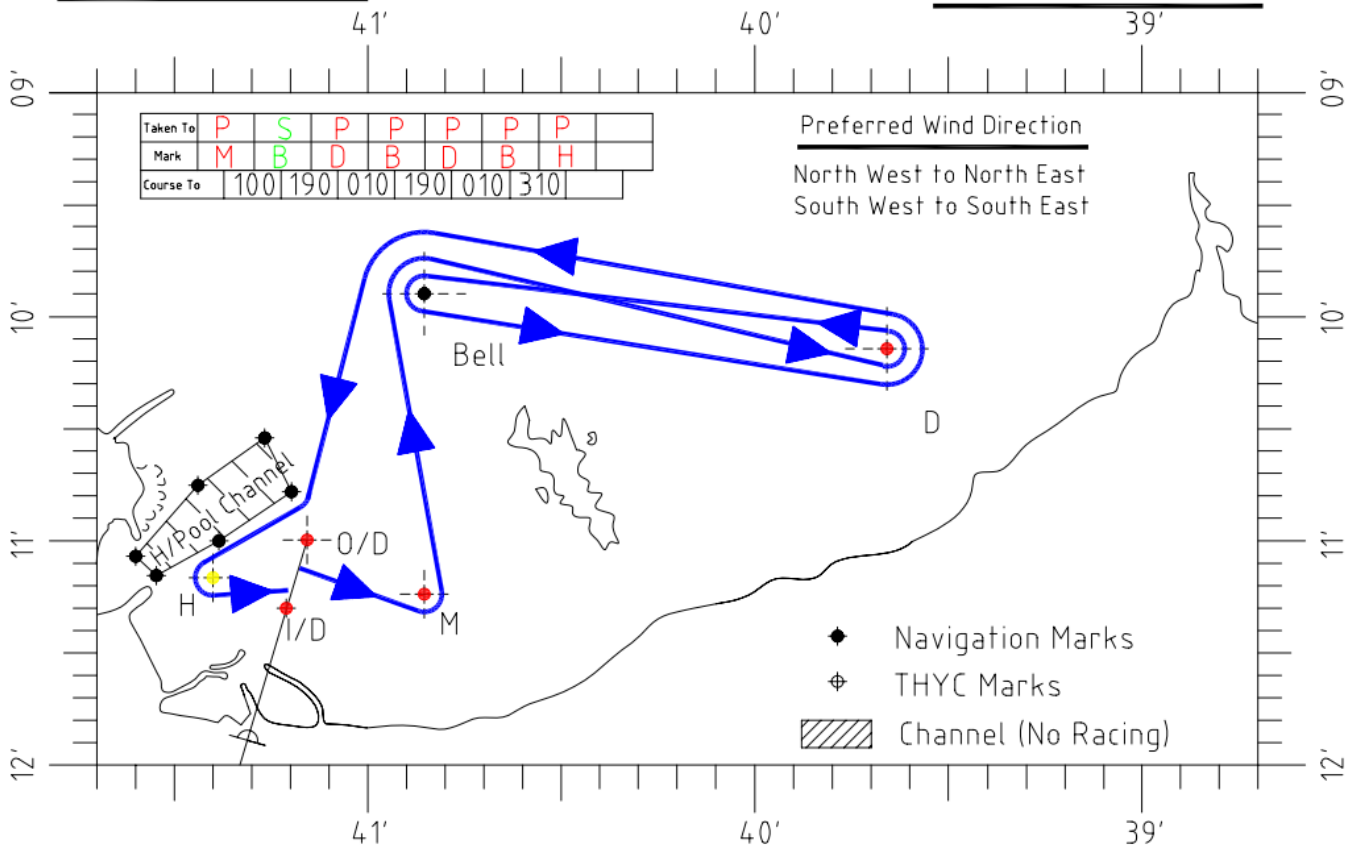 41' 40' 39'
09' 09'
Taken To P S P P P P P
Mark M B D B D B H
Course To 100 190 010 190 010 310
Preferred Wind Direction
North West to North East
South West to South East
10' 10'
Bell
D
H/Pool Channel
11' 11'
O/D
H
M
I/D
Navigation Marks
THYC Marks
Channel (No Racing)
12' 12'
41' 40' 39'